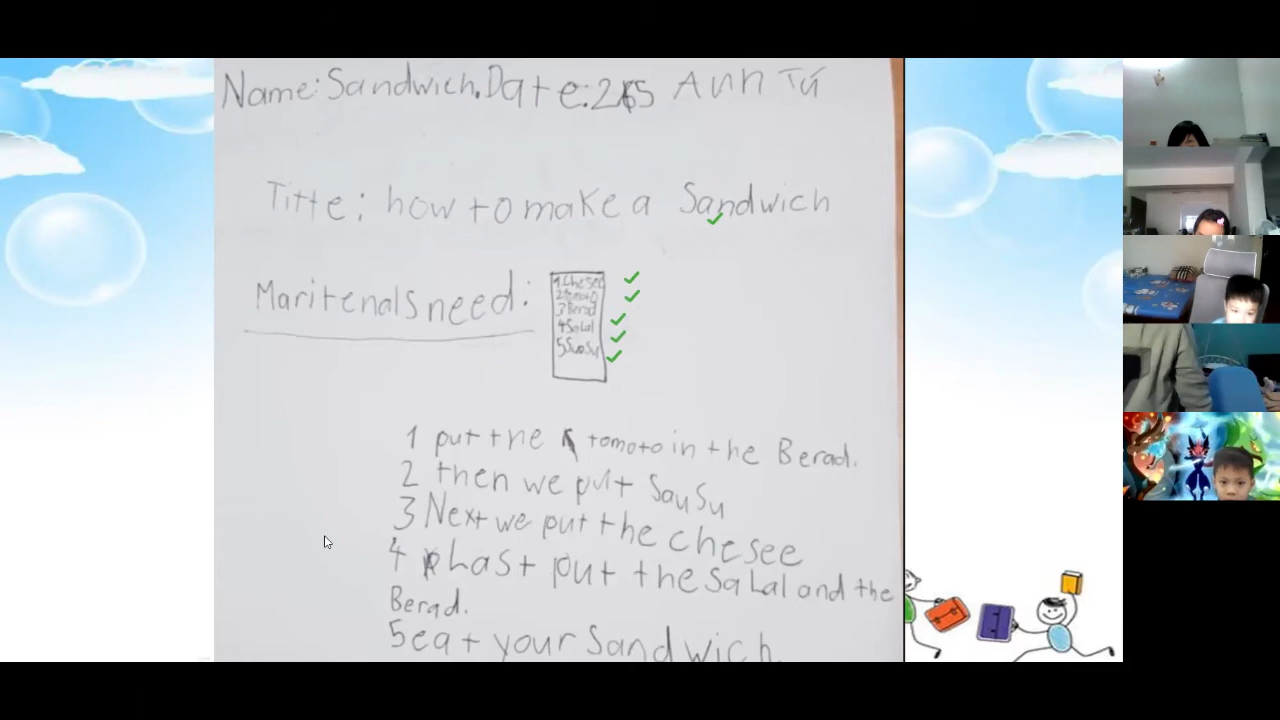 Name: Sandwich. Date: 25 Anh Tú
Titte: how to make a Sandwich
Maritenals need:
1 Chesee
2 tomoto
3 Berad
4 Salal
5 SauSu
1 put the tomoto in the Berad.
2 then we put SauSu
3 Next we put the chesee
4 Last put the Salal and the
Berad.
5 eat your Sandwich.